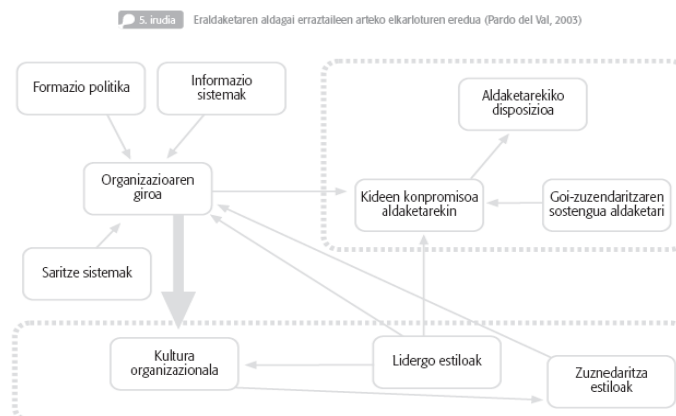 5. irudia Eraldaketaren aldagai erraztaileen arteko elkarloturen eredua (Pardo del Val, 2003)
Formazio politika
Informazio
sistemak
Aldaketarekiko
disposizioa
Organizazioaren
giroa
Kideen konpromisoa
aldaketarekin
Goi-zuzendaritzaren
sostengua aldaketari
Saritze sistemak
Kultura
organizazionala
Lidergo estiloak
Zuznedaritza
estiloak